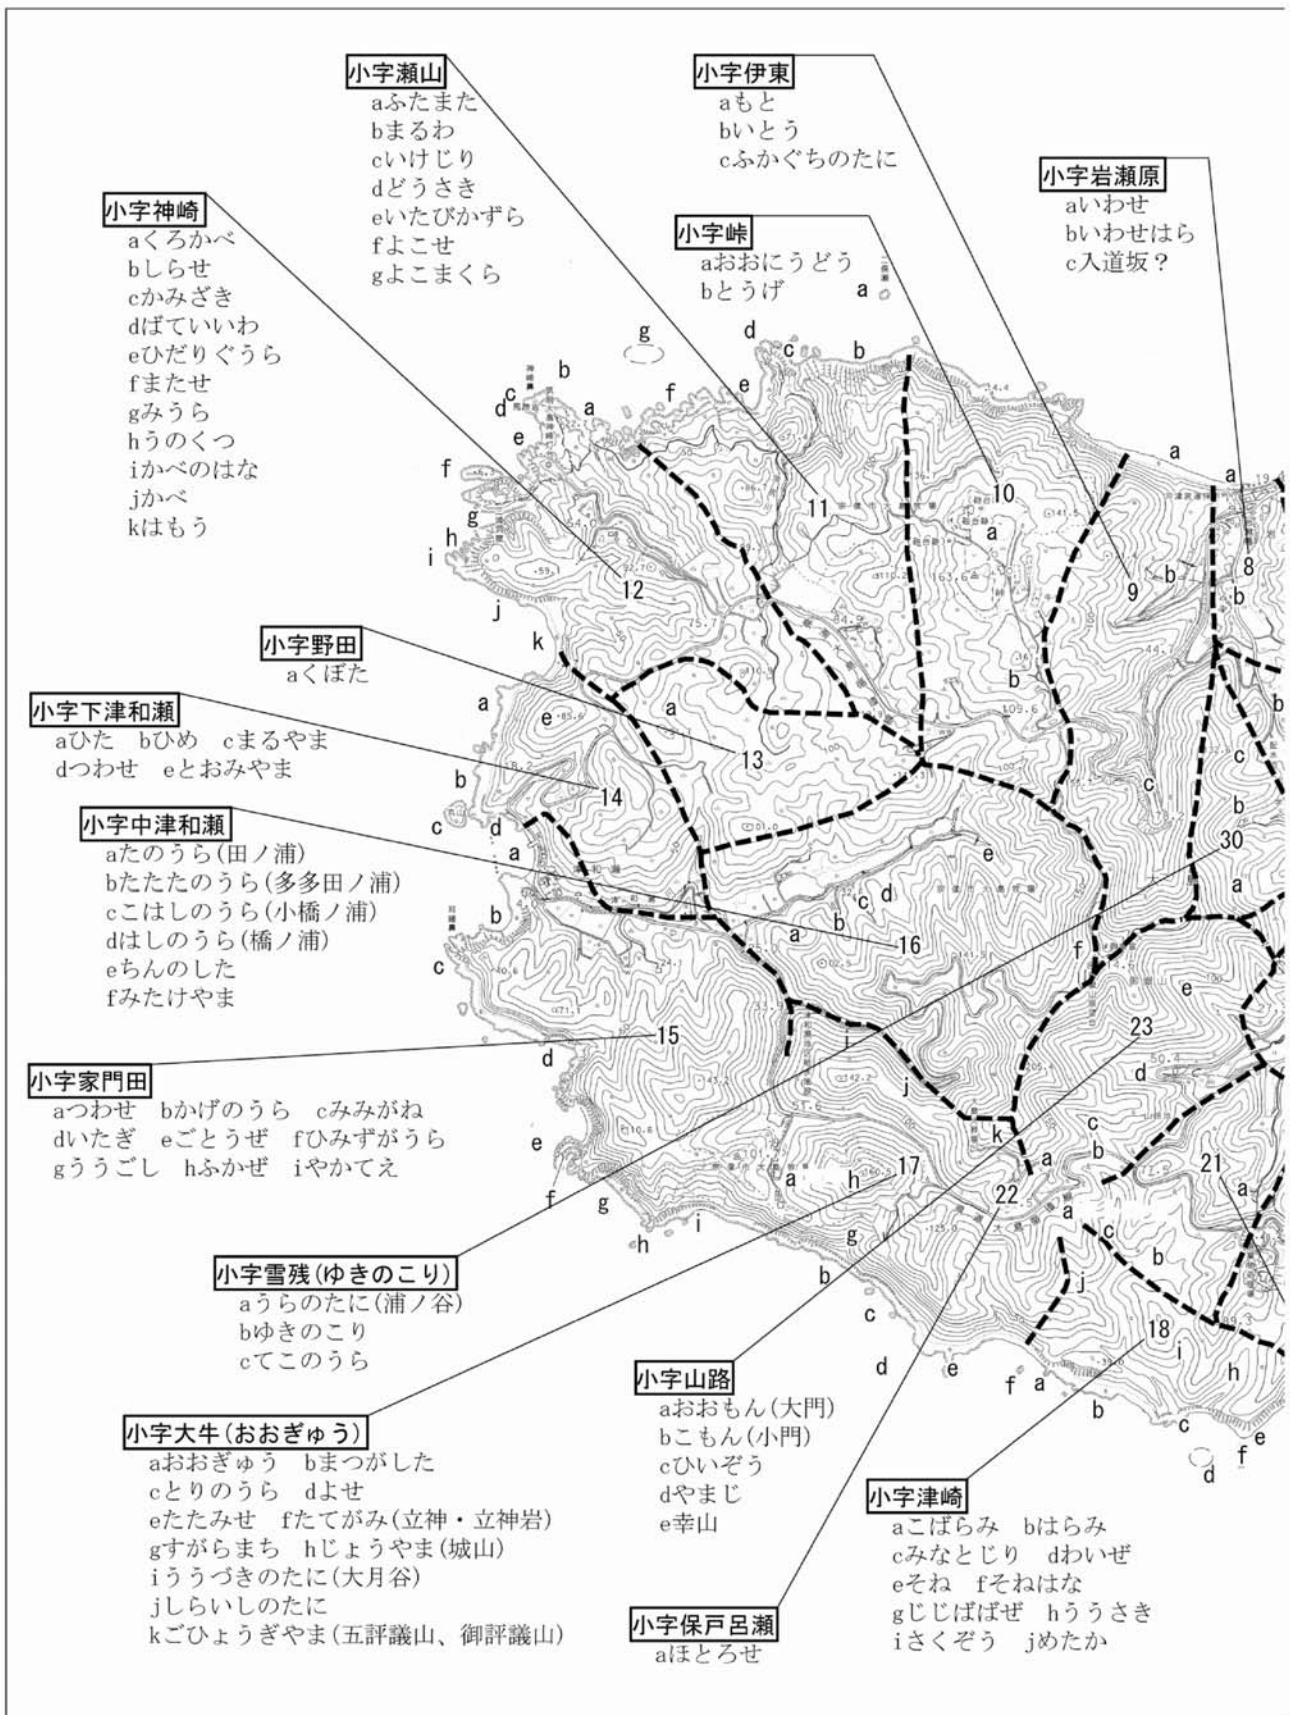 小字瀬山
aふたまた
bまるわ
cいけじり
dどうさき
eいたびかずら
fよこせ
gよこまくら
小字伊東
aもと
bいとう
cふかぐちのたに
小字岩瀬原
aいわせ
bいわせはら
c入道坂？
小字神崎
aくろかべ
bしらせ
cかみざき
dばていいわ
eひだりぐうら
fまたせ
gみうら
hうのくつ
iかべのはな
jかべ
kはもう
小字峠
aおおにうどう
bとうげ
小字野田
aくぼた
小字下津和瀬
aひた bひめ cまるやま
dつわせ eとおみやま
小字中津和瀬
aたのうら(田ノ浦)
bたたたのうら(多多田ノ浦)
cこはしのうら(小橋ノ浦)
dはしのうら(橋ノ浦)
eちんのした
fみたけやま
小字家門田
aつわせ bかげのうら cみみがね
dいたぎ eごとうぜ fひみずがうら
gううごし hふかぜ iやかてえ
小字雪残(ゆきのこり)
aうらのたに(浦ノ谷)
bゆきのこり
cてこのうら
小字大牛(おおぎゅう)
aおおぎゅう bまつがした
cとりのうら dよせ
eたたみせ fたてがみ(立神・立神岩)
gすがらまち hじょうやま(城山)
iううづきのたに(大月谷)
jしらいしのたに
kごひょうぎやま(五評議山、御評議山)
小字山路
aおおもん(大門)
bこもん(小門)
cひいぞう
dやまじ
e幸山
小字保戸呂瀬
aほとろせ
小字津崎
aこばらみ bはらみ
cみなとじり dわいぜ
eそね fそねはな
gじじばばぜ hううさき
iさくぞう jめたか
8
9
10
11
12
13
14
15
16
17
18
21
22
23
30